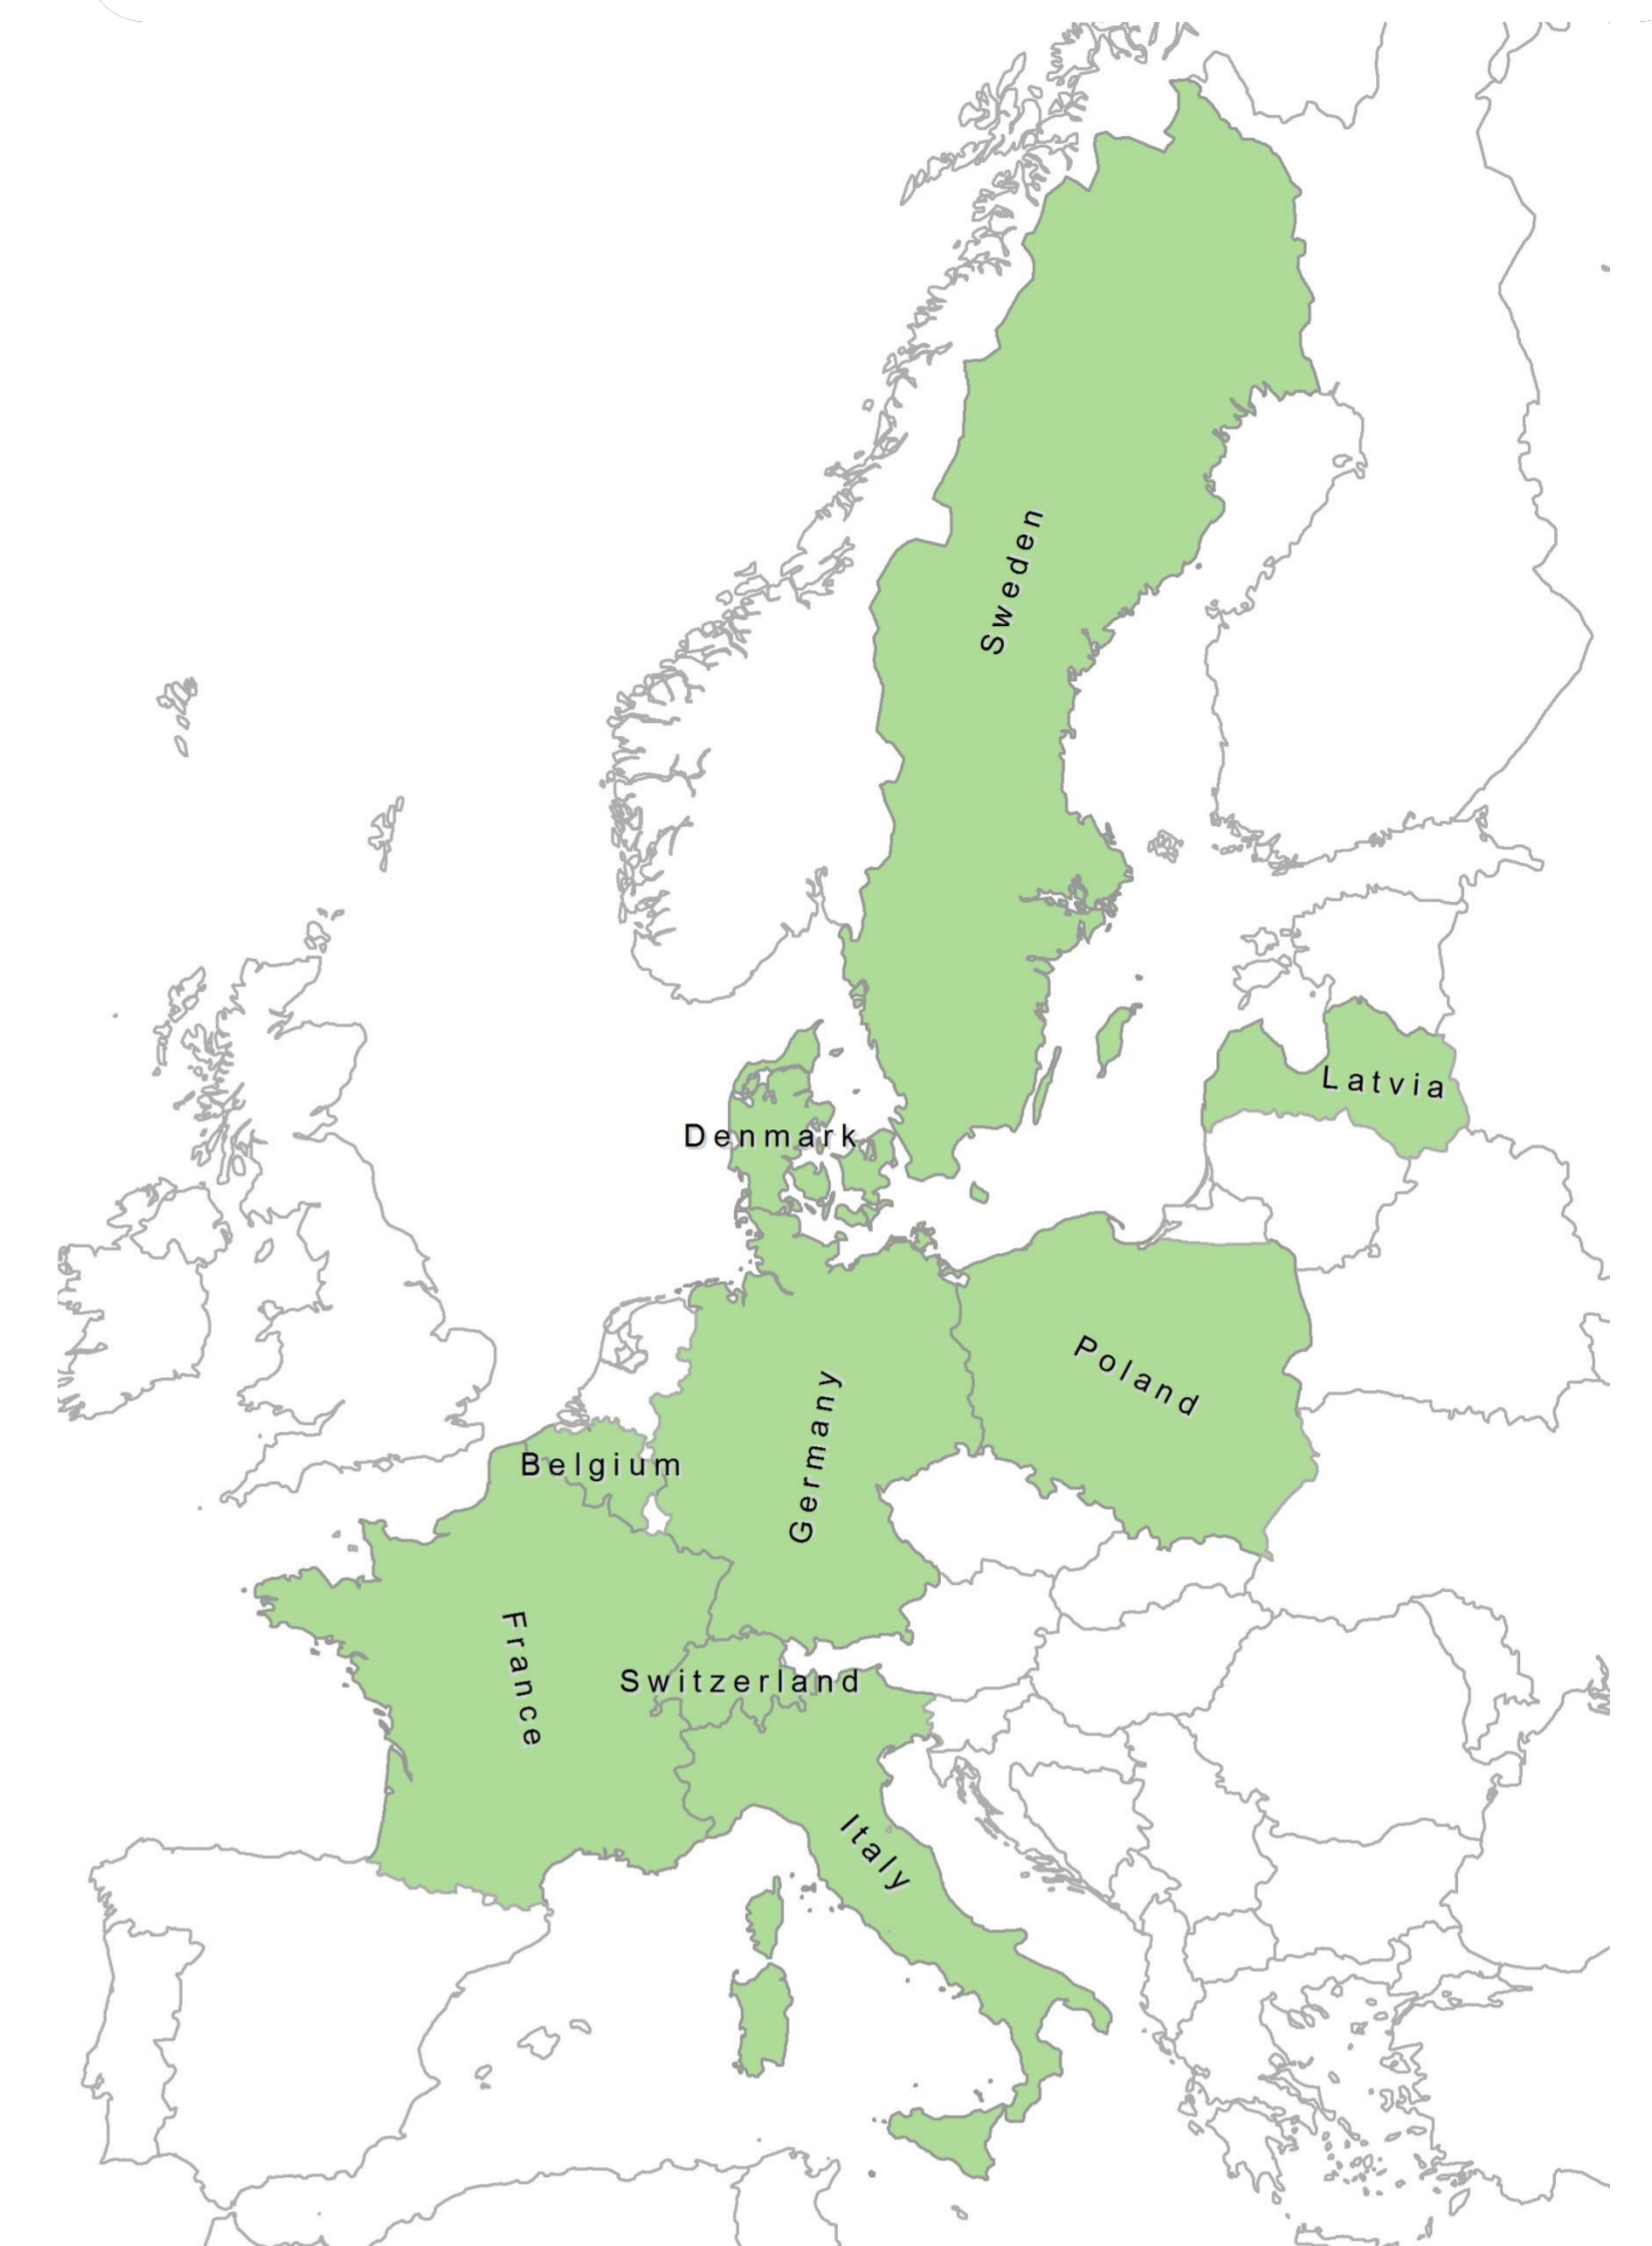 Sweden
Latvia
Denmark
Poland
Germany
Belgium
France
Switzerland
Italy